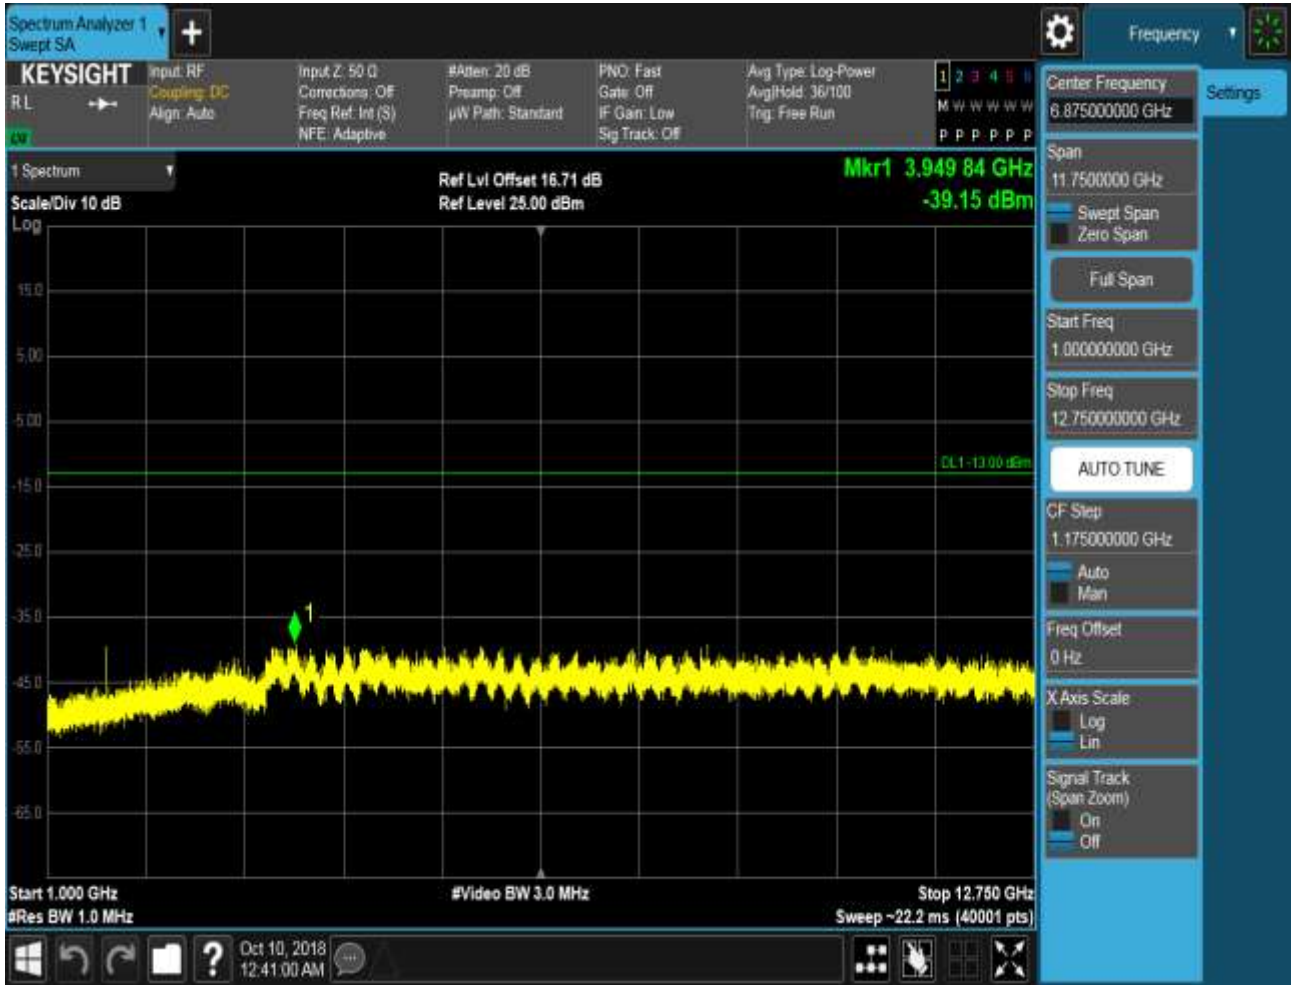 Spectrum Analyzer 1
Swept SA
Frequency
KEYSIGHT
R L
LW
Input: RF
Coupling: DC
Align: Auto
Input Z: 50 Ω
Corrections: Off
Freq Ref: Int (S)
NFE: Adaptive
#Atten: 20 dB
Preamp: Off
µW Path: Standard
PNO: Fast
Gate: Off
IF Gain: Low
Sig Track: Off
Avg Type: Log-Power
Avg|Hold: 36/100
Trig: Free Run
1 2 3 4 5 6
M W W W W W
P P P P P P
Center Frequency
6.875000000 GHz
Settings
Span
11.7500000 GHz
Swept Span
Zero Span
Full Span
Start Freq
1.000000000 GHz
Stop Freq
12.750000000 GHz
AUTO TUNE
CF Step
1.175000000 GHz
Auto
Man
Freq Offset
0 Hz
X Axis Scale
Log
Lin
Signal Track
(Span Zoom)
On
Off
1 Spectrum
Scale/Div 10 dB
Log
Ref Lvl Offset 16.71 dB
Ref Level 25.00 dBm
Mkr1 3.949 84 GHz
-39.15 dBm
15.0
5.00
-5.00
DL1 -13.00 dBm
-15.0
-25.0
-35.0
1
-45.0
-55.0
-65.0
Start 1.000 GHz
#Res BW 1.0 MHz
#Video BW 3.0 MHz
Stop 12.750 GHz
Sweep ~22.2 ms (40001 pts)
?
Oct 10, 2018
12:41:00 AM